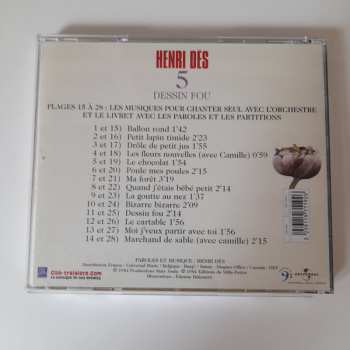 HENRI DÈS
5
DESSIN FOU
PLAGES 15 À 28 : LES MUSIQUES POUR CHANTER SEUL AVEC L'ORCHESTRE
ET LE LIVRET AVEC LES PAROLES ET LES PARTITIONS
1 et 15) Ballon rond 1'42
2 et 16) Petit lapin timide 2'23
3 et 17) Drôle de petit jus 1'55
4 et 18) Les fleurs nouvelles (avec Camille) 0'59
5 et 19) Le chocolat 1'54
6 et 20) Poule mes poules 2'15
7 et 21) Ma forêt 3'19
8 et 22) Quand j'étais bébé petit 2'14
9 et 23) La goutte au nez 1'37
10 et 24) Bizarre bizarre 2'09
11 et 25) Dessin fou 2'14
12 et 26) Le cartable 1'56
13 et 27) Moi j'veux partir avec toi 1'56
14 et 28) Marchand de sable (avec camille) 2'15
PAROLES ET MUSIQUE : HENRI DÈS
UNIVERSAL